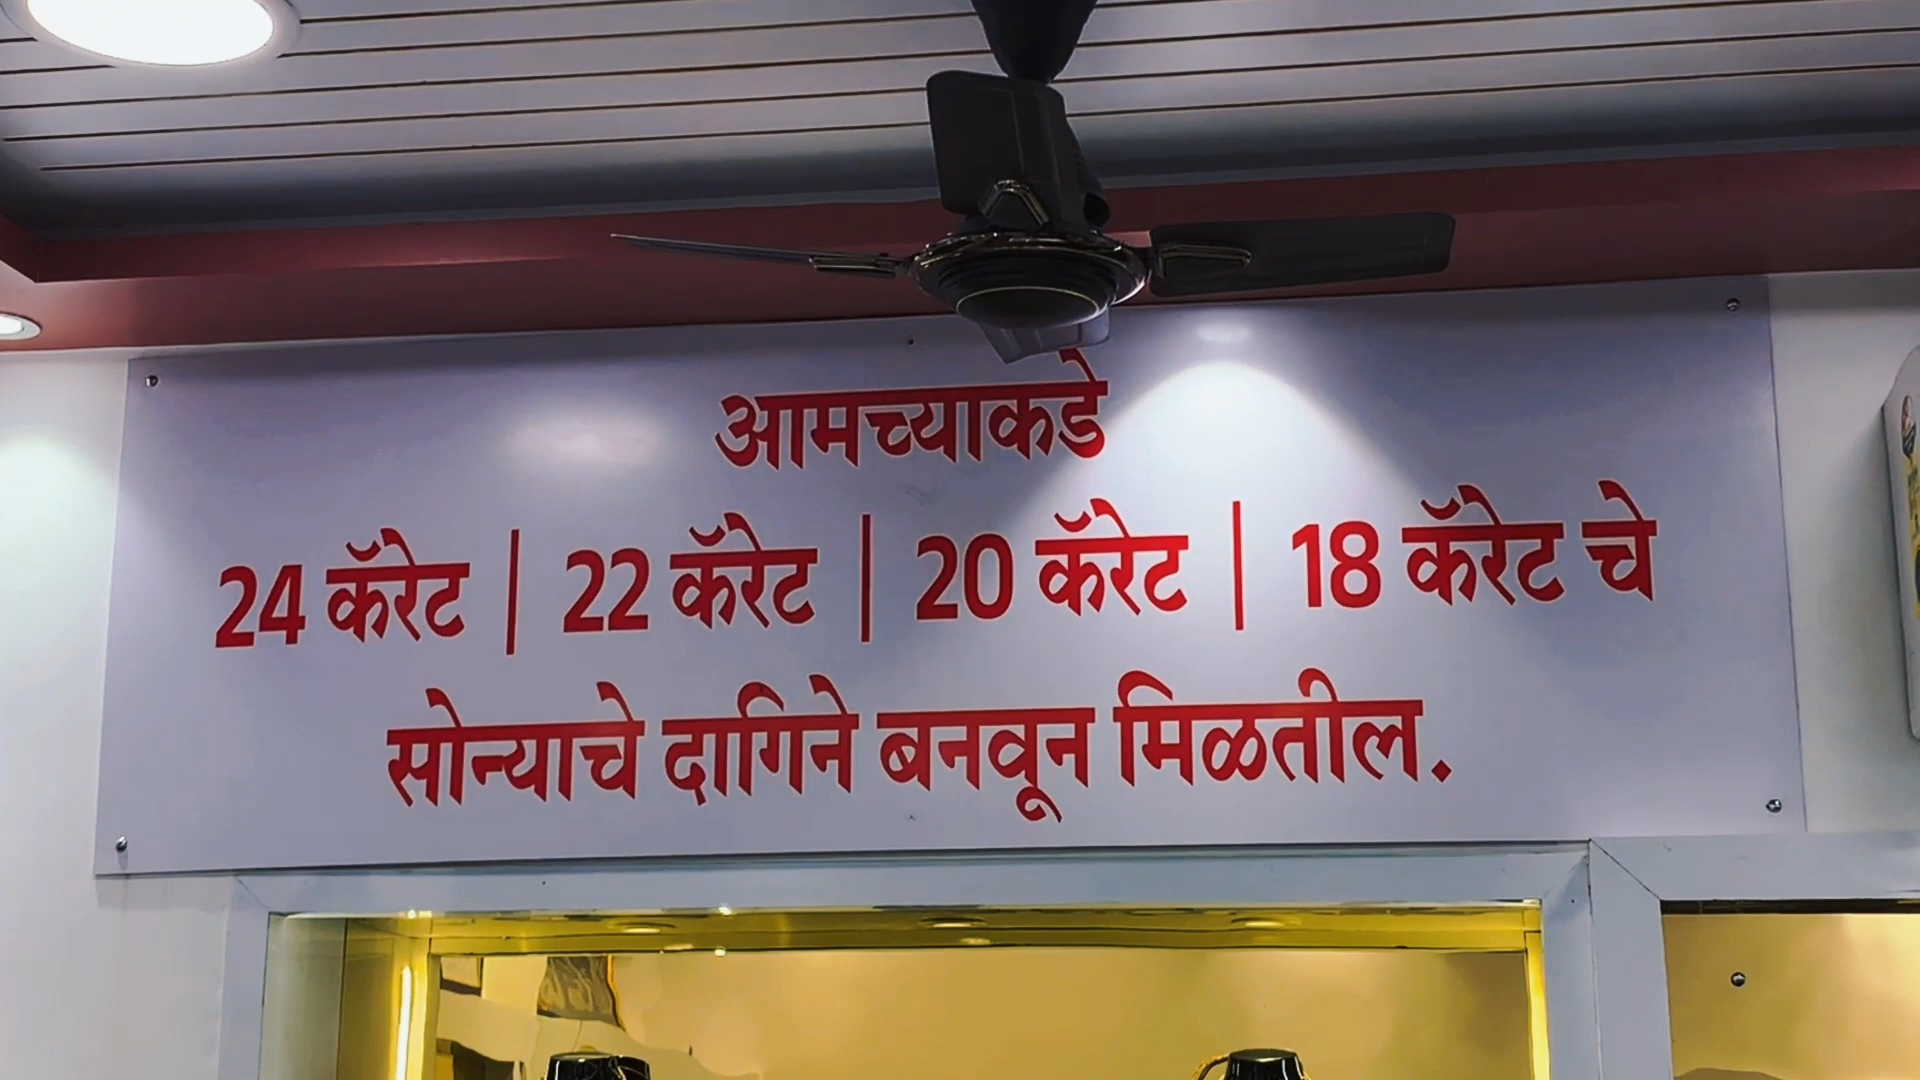 आमच्याकडे
24 कॅरेट | 22 कॅरेट | 20 कॅरेट | 18 कॅरेट चे
सोन्याचे दागिने बनवून मिळतील.